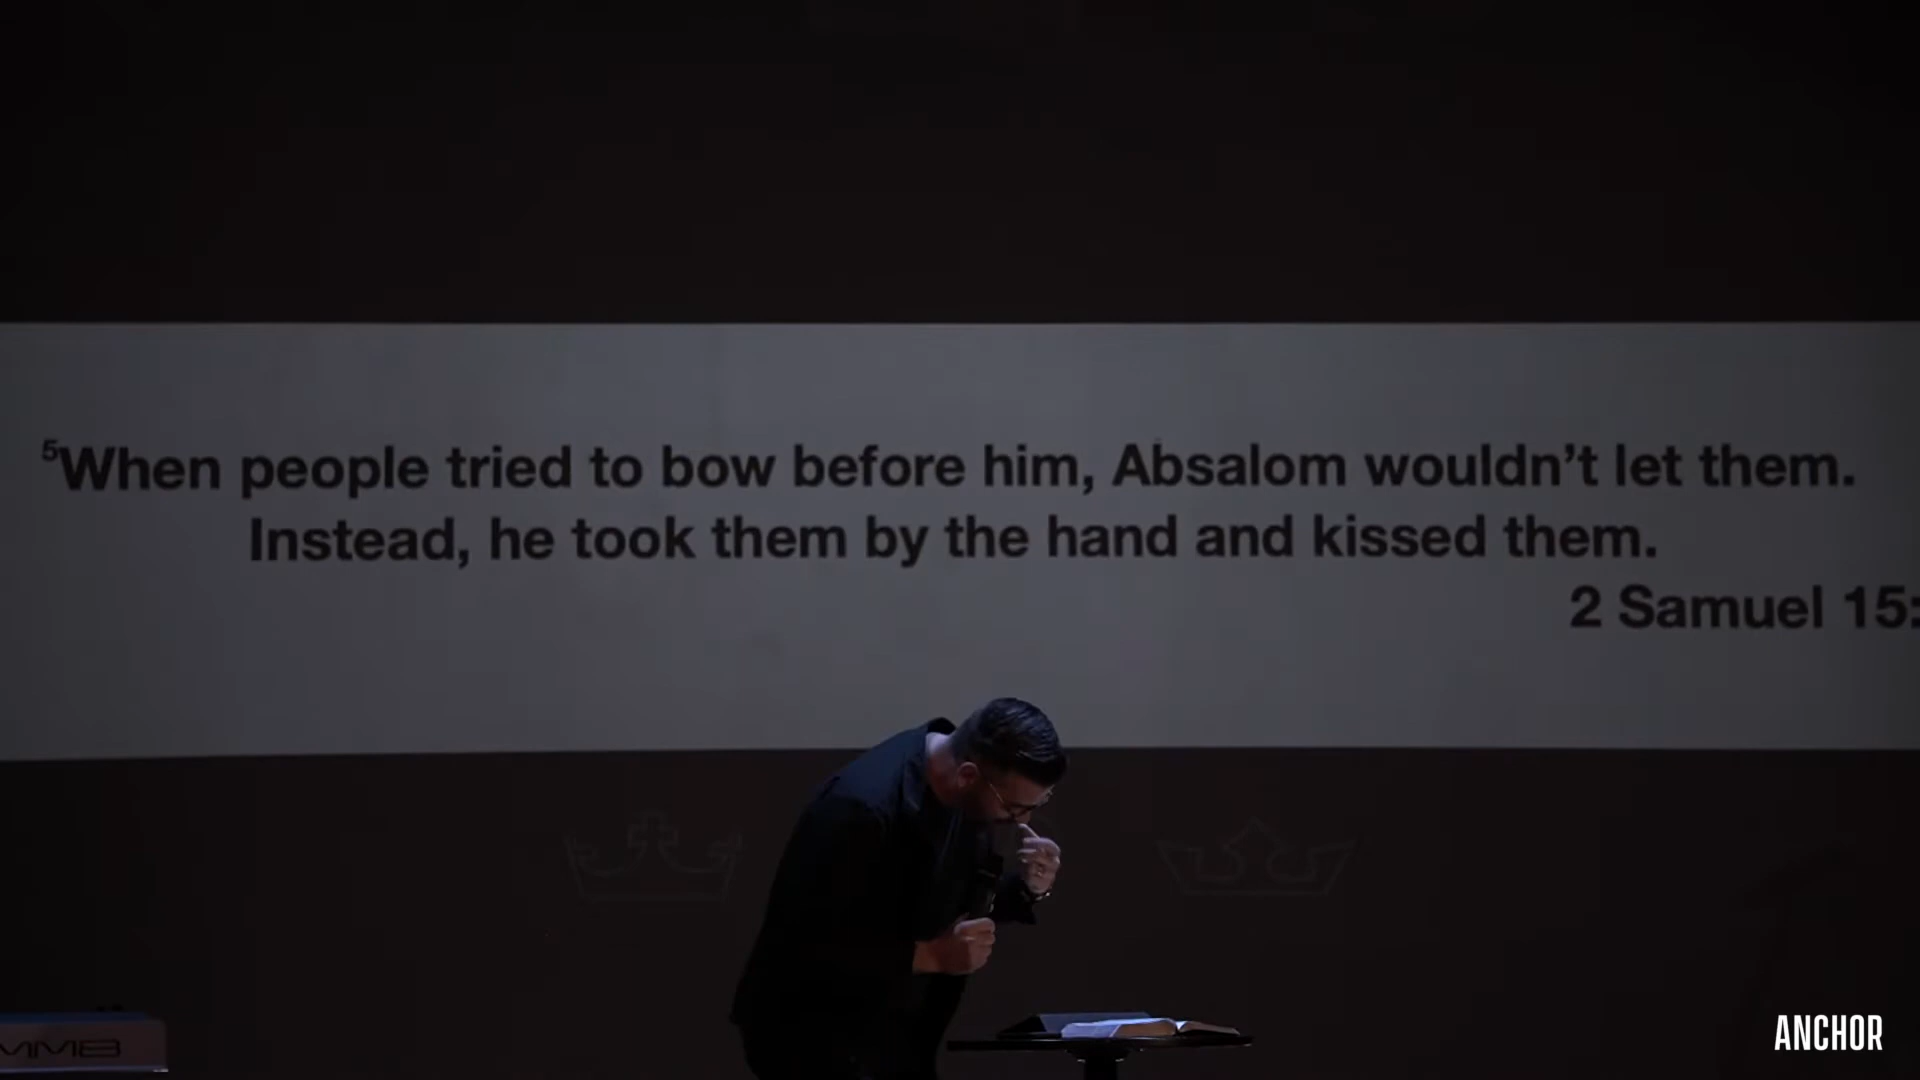 ⁵When people tried to bow before him, Absalom wouldn’t let them.
Instead, he took them by the hand and kissed them.
2 Samuel 15:
ANCHOR